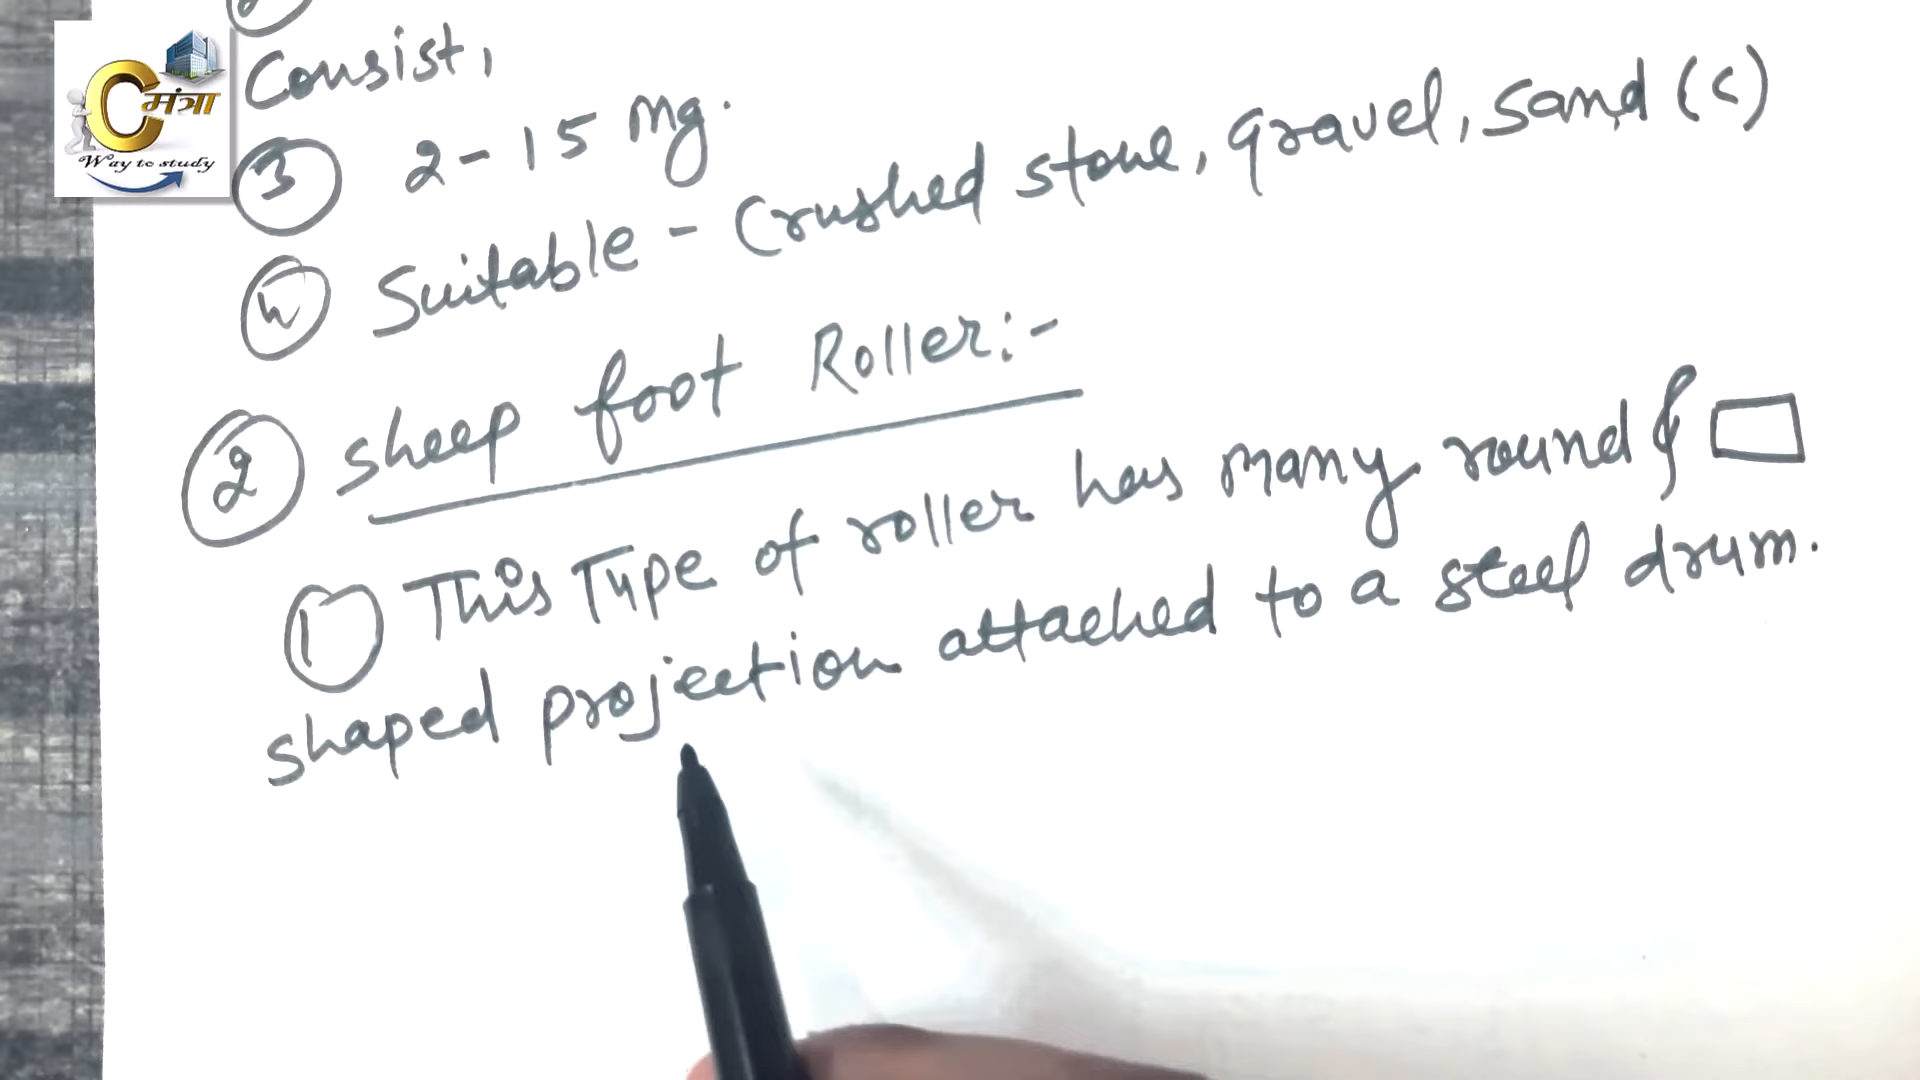 Consist,
③ 2-15 Mg.
④ Suitable - Crushed stone, gravel, sand (c)
② Sheep foot Roller:-
① This Type of roller has many round & ▭
shaped projection attached to a steel drum.
C मंत्रा
Way to study